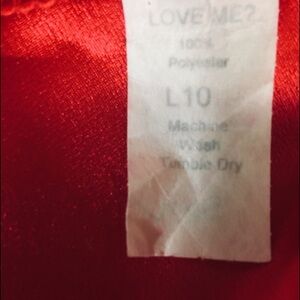 LOVE ME?
100%
Polyester
L10
Machine
Wash
Tumble Dry